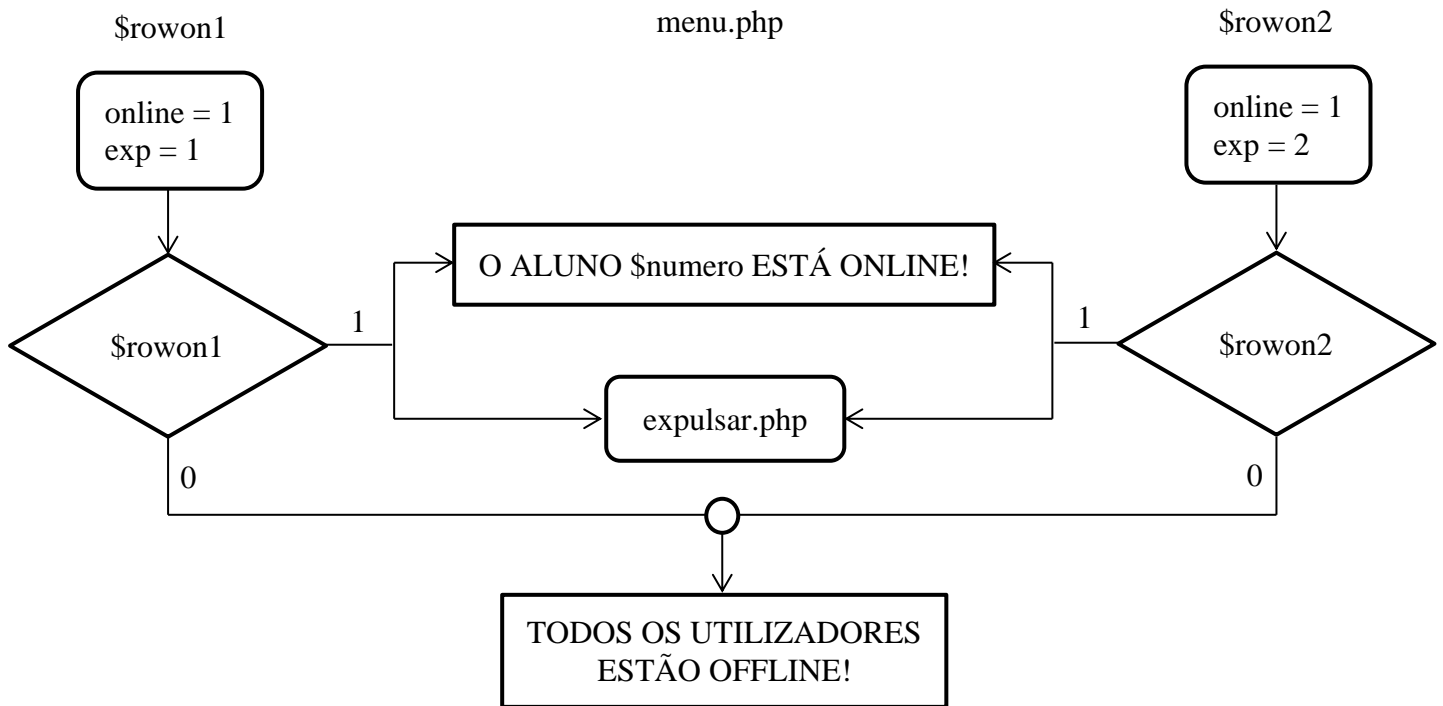 $rowon1
menu.php
$rowon2
online = 1
exp = 1
online = 1
exp = 2
O ALUNO $numero ESTÁ ONLINE!
1
1
$rowon1
$rowon2
expulsar.php
0
0
TODOS OS UTILIZADORES
ESTÃO OFFLINE!